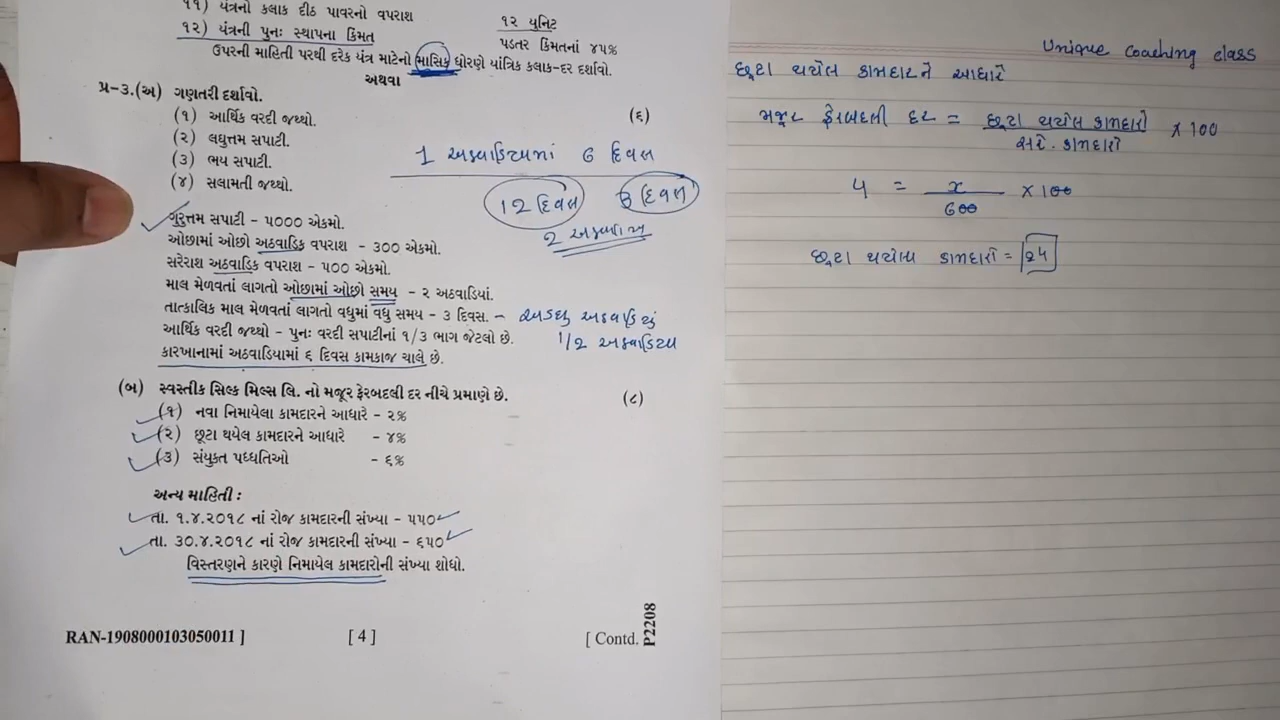 ૧૧) યંત્રનો કલાક દીઠ પાવરનો વપરાશ ૧૨ યુનિટ
૧૨) યંત્રની પુનઃ સ્થાપના કિંમત પડતર કિંમતનાં ૪૫%
ઉપરની માહિતી પરથી દરેક યંત્ર માટેનો માસિક ધોરણે યાંત્રિક કલાક-દર દર્શાવો.
અથવા
પ્ર-૩.(અ) ગણતરી દર્શાવો. (૬)
(૧) આર્થિક વરદી જથ્થો.
(૨) લઘુત્તમ સપાટી.
(૩) ભય સપાટી.
(૪) સલામતી જથ્થો.
1 અઠવાડિયામાં 6 દિવસ
12 દિવસ 3 દિવસ
2 અઠવાડિયા
ગુરુત્તમ સપાટી - ૫૦૦૦ એકમો.
ઓછામાં ઓછો અઠવાડિક વપરાશ - ૩૦૦ એકમો.
સરેરાશ અઠવાડિક વપરાશ - ૫૦૦ એકમો.
માલ મેળવતાં લાગતો ઓછામાં ઓછો સમય - ૨ અઠવાડિયાં.
તાત્કાલિક માલ મેળવતાં લાગતો વધુમાં વધુ સમય - ૩ દિવસ. – અડધુ અઠવાડિયું
આર્થિક વરદી જથ્થો - પુનઃ વરદી સપાટીનાં ૧/૩ ભાગ જેટલો છે. 1/2 અઠવાડિયા
કારખાનામાં અઠવાડિયામાં ૬ દિવસ કામકાજ ચાલે છે.
(બ) સ્વસ્તીક સિલ્ક મિલ્સ લિ. નો મજૂર ફેરબદલી દર નીચે પ્રમાણે છે. (૮)
(૧) નવા નિમાયેલા કામદારને આધારે - ૨%
(૨) છૂટા થયેલ કામદારને આધારે - ૪%
(૩) સંયુક્ત પધ્ધતિઓ - ૬%
અન્ય માહિતી :
તા. ૧.૪.૨૦૧૮ નાં રોજ કામદારની સંખ્યા - ૫૫૦
તા. ૩૦.૪.૨૦૧૮ નાં રોજ કામદારની સંખ્યા - ૬૫૦
વિસ્તરણને કારણે નિમાયેલ કામદારોની સંખ્યા શોધો.
RAN-1908000103050011 ] [ 4 ] [ Contd.
P2208
Unique Coaching Class
છૂટા થયેલ કામદારને આધારે
મજૂર ફેરબદલી દર = છૂટા થયેલ કામદારો × 100
સરે. કામદારો
4 = x × 100
600
છૂટા થયેલા કામદારો = 24